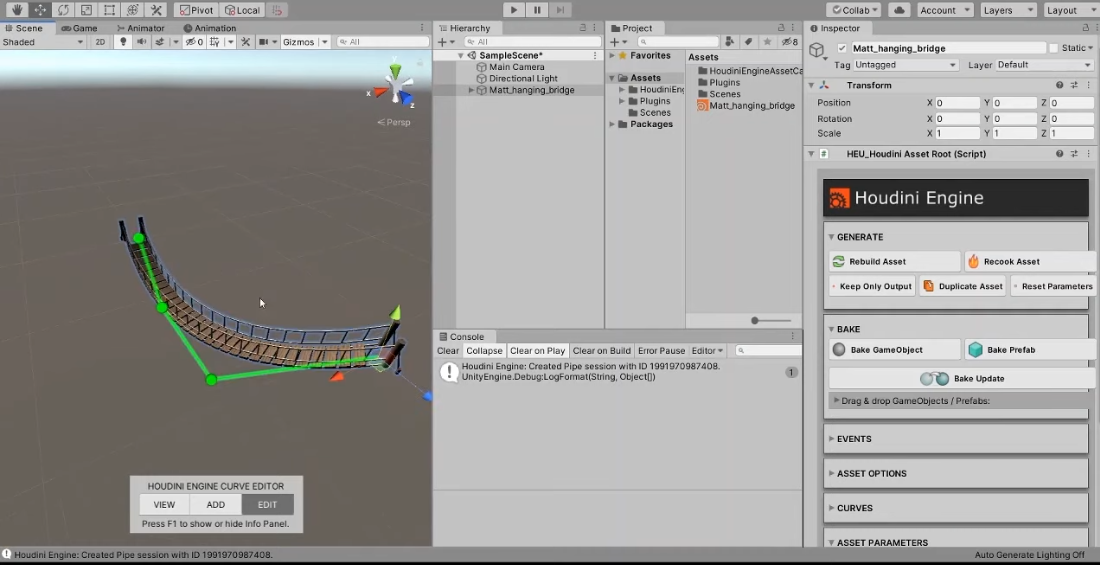 Pivot
Local
Collab
Account
Layers
Layout
Scene
Game
Animator
Animation
Shaded
2D
0
Gizmos
All
x
z
Persp
HOUDINI ENGINE CURVE EDITOR
VIEW
ADD
EDIT
Press F1 to show or hide Info Panel.
Hierarchy
All
SampleScene*
Main Camera
Directional Light
Matt_hanging_bridge
Project
8
Favorites
Assets
HoudiniEng
Plugins
Scenes
Packages
Assets
HoudiniEngineAssetCa
Plugins
Scenes
Matt_hanging_bridge
Console
Clear
Collapse
Clear on Play
Clear on Build
Error Pause
Editor
Houdini Engine: Created Pipe session with ID 1991970987408.
UnityEngine.Debug:LogFormat(String, Object[])
1
Inspector
Matt_hanging_bridge
Static
Tag Untagged
Layer Default
Transform
Position X 0 Y 0 Z 0
Rotation X 0 Y 0 Z 0
Scale X 1 Y 1 Z 1
# HEU_Houdini Asset Root (Script)
Houdini Engine
GENERATE
Rebuild Asset
Recook Asset
Keep Only Output
Duplicate Asset
Reset Parameters
BAKE
Bake GameObject
Bake Prefab
Bake Update
Drag & drop GameObjects / Prefabs:
EVENTS
ASSET OPTIONS
CURVES
ASSET PARAMETERS
Houdini Engine: Created Pipe session with ID 1991970987408.
Auto Generate Lighting Off